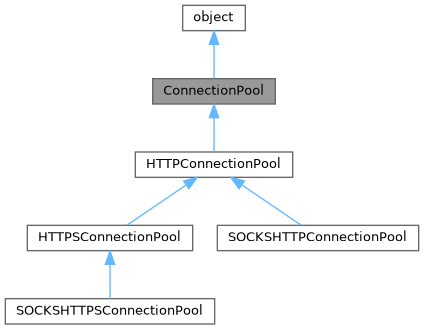 object
ConnectionPool
HTTPConnectionPool
HTTPSConnectionPool
SOCKSHTTPConnectionPool
SOCKSHTTPSConnectionPool